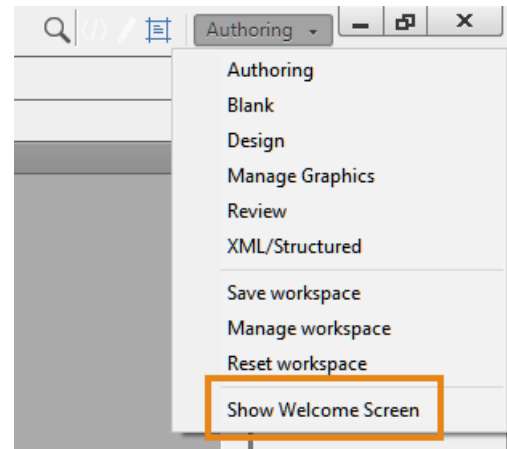 Authoring
Authoring
Blank
Design
Manage Graphics
Review
XML/Structured
Save workspace
Manage workspace
Reset workspace
Show Welcome Screen